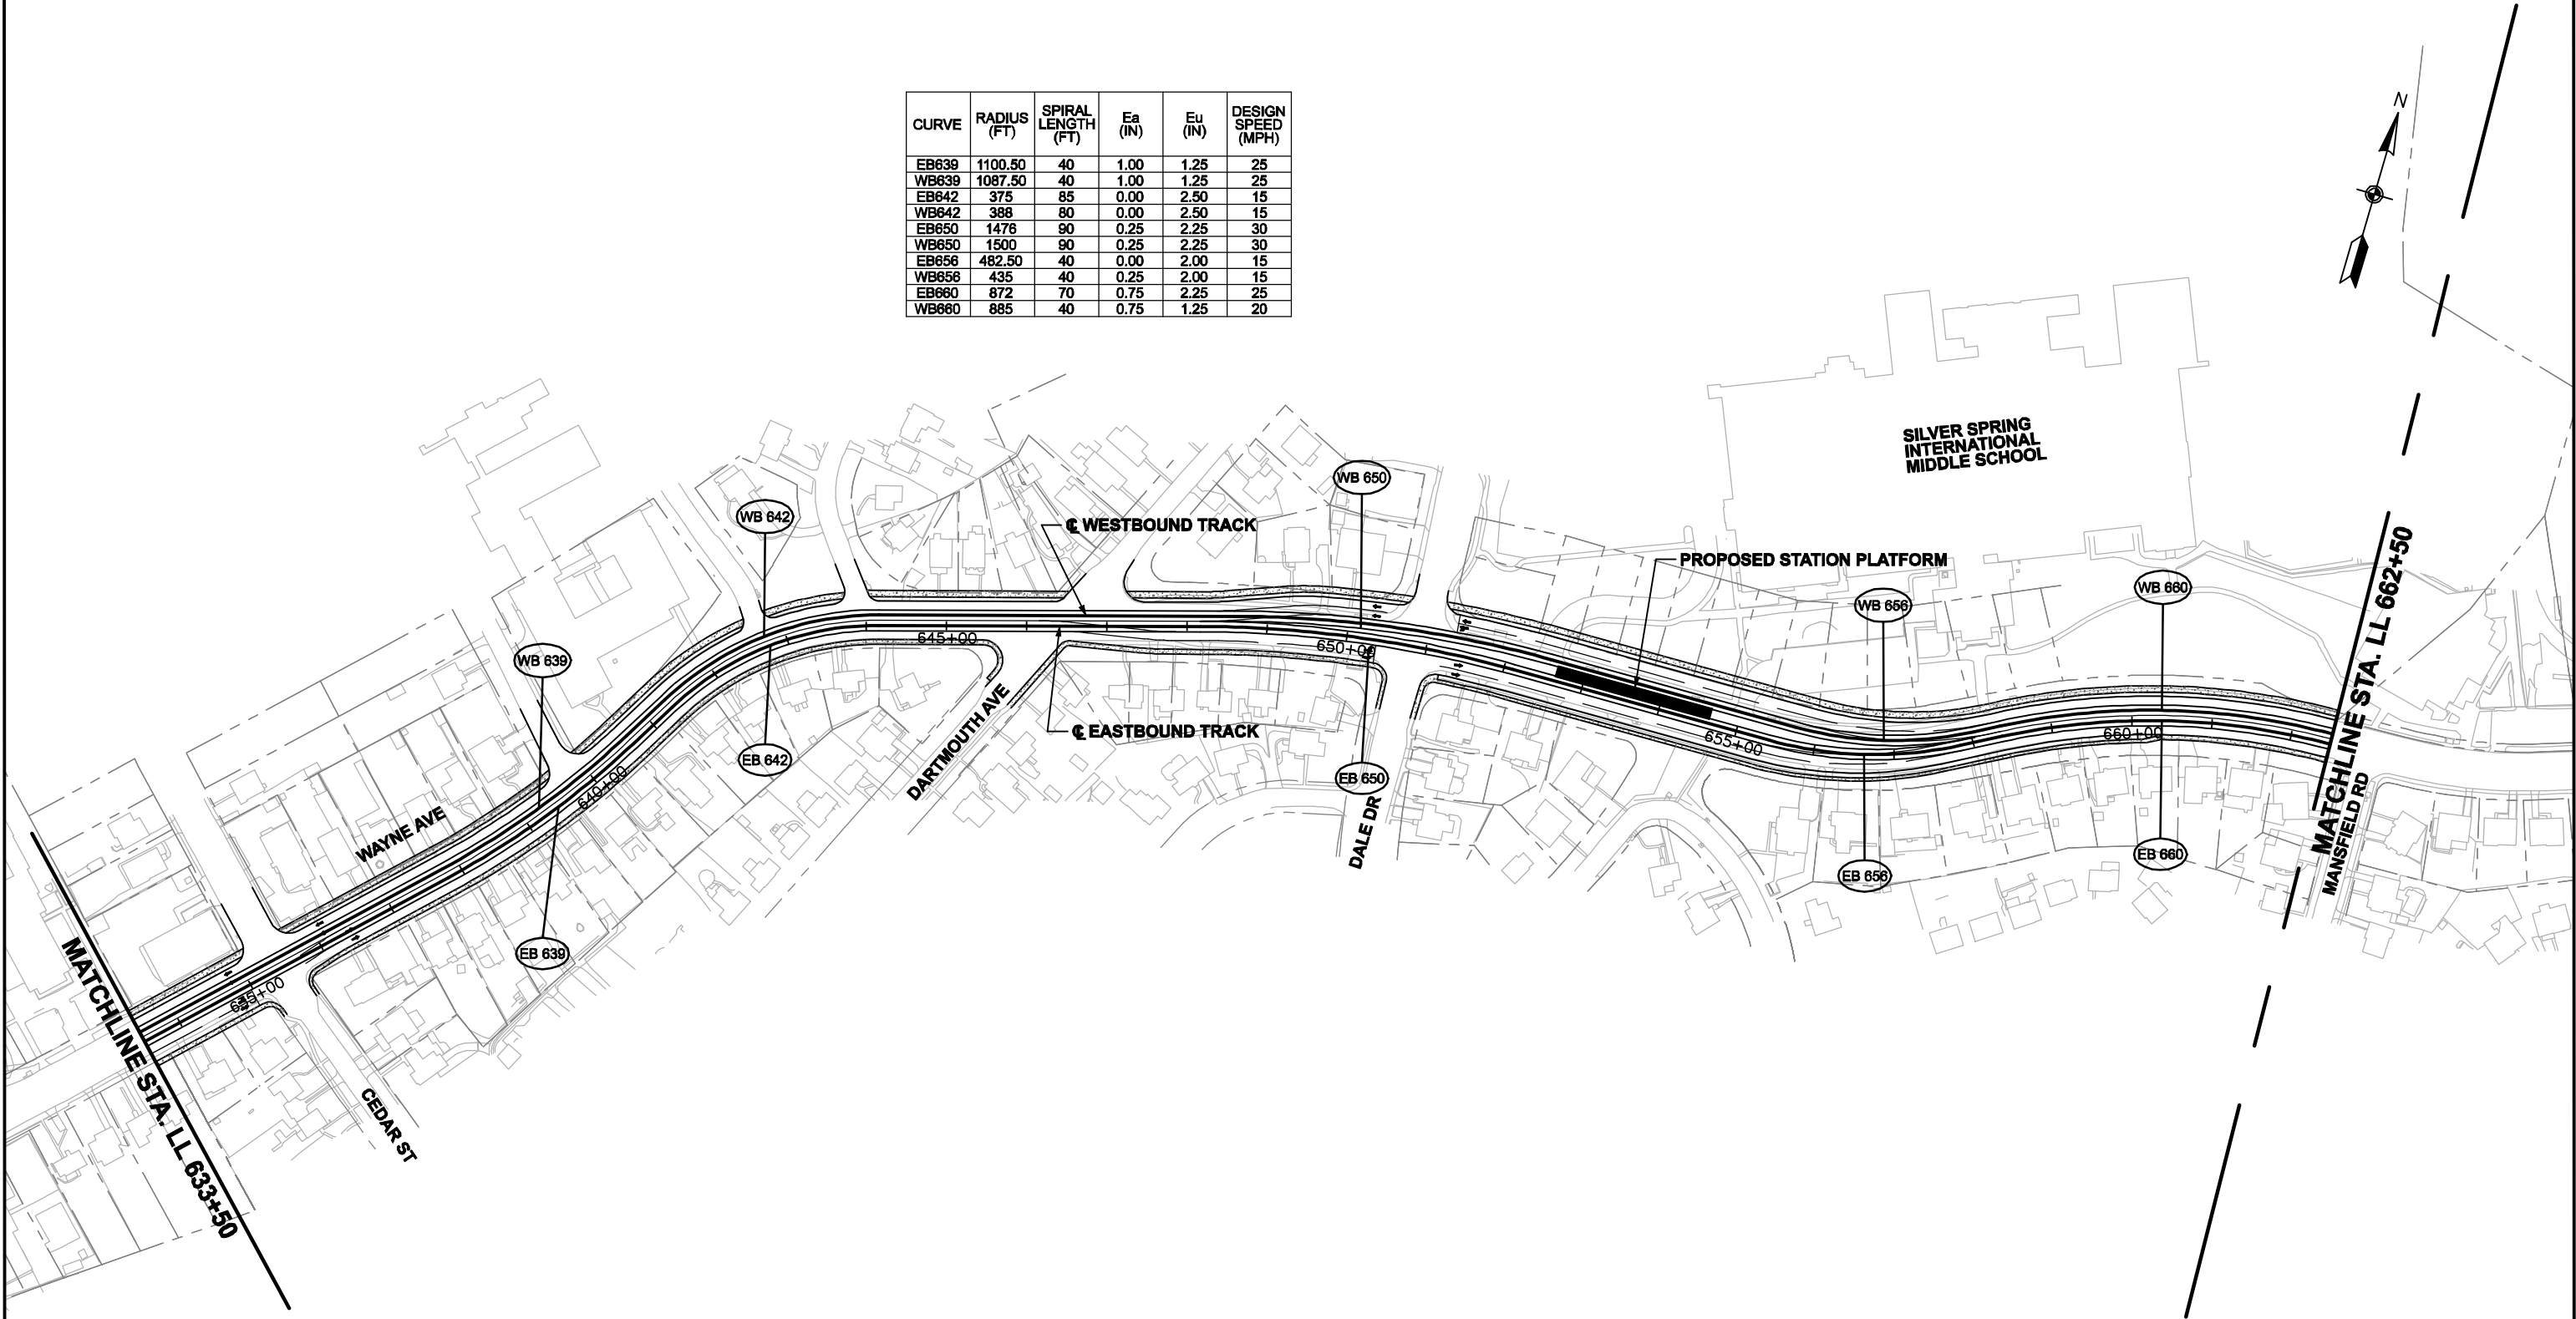 CURVE RADIUS (FT) SPIRAL LENGTH (FT) Ea (IN) Eu (IN) DESIGN SPEED (MPH)
EB639 1100.50 40 1.00 1.25 25
WB639 1087.50 40 1.00 1.25 25
EB642 375 85 0.00 2.50 15
WB642 388 80 0.00 2.50 15
EB650 1476 90 0.25 2.25 30
WB650 1500 90 0.25 2.25 30
EB656 482.50 40 0.00 2.00 15
WB656 435 40 0.25 2.00 15
EB660 872 70 0.75 2.25 25
WB660 885 40 0.75 1.25 20
N
SILVER SPRING
INTERNATIONAL
MIDDLE SCHOOL
WB 650
WB 642
℄ WESTBOUND TRACK
PROPOSED STATION PLATFORM
WB 660
WB 656
645+00
650+00
WB 639
DARTMOUTH AVE
℄ EASTBOUND TRACK
655+00
660+00
EB 642
640+00
EB 650
WAYNE AVE
DALE DR
EB 656
EB 660
MATCHLINE STA. LL 662+50
MANSFIELD RD
EB 639
635+00
MATCHLINE STA. LL 633+50
CEDAR ST